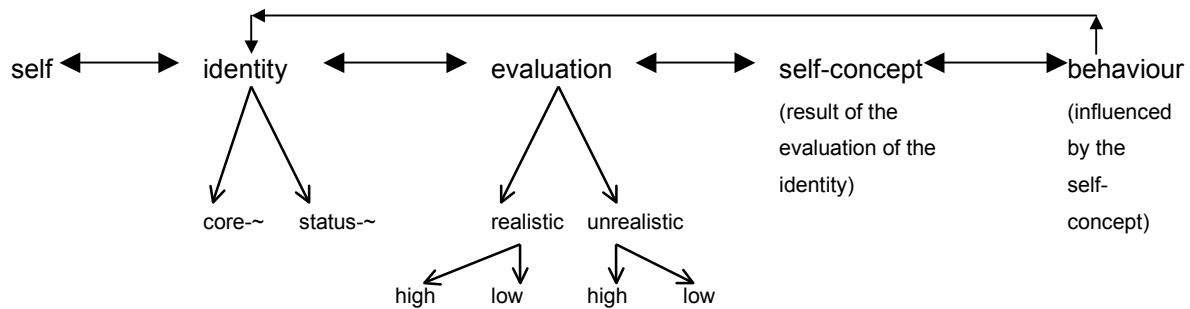 self identity evaluation self-concept behaviour
(result of the (influenced
evaluation of the by the
identity) self-
concept)
core-~ status-~ realistic unrealistic
high low high low